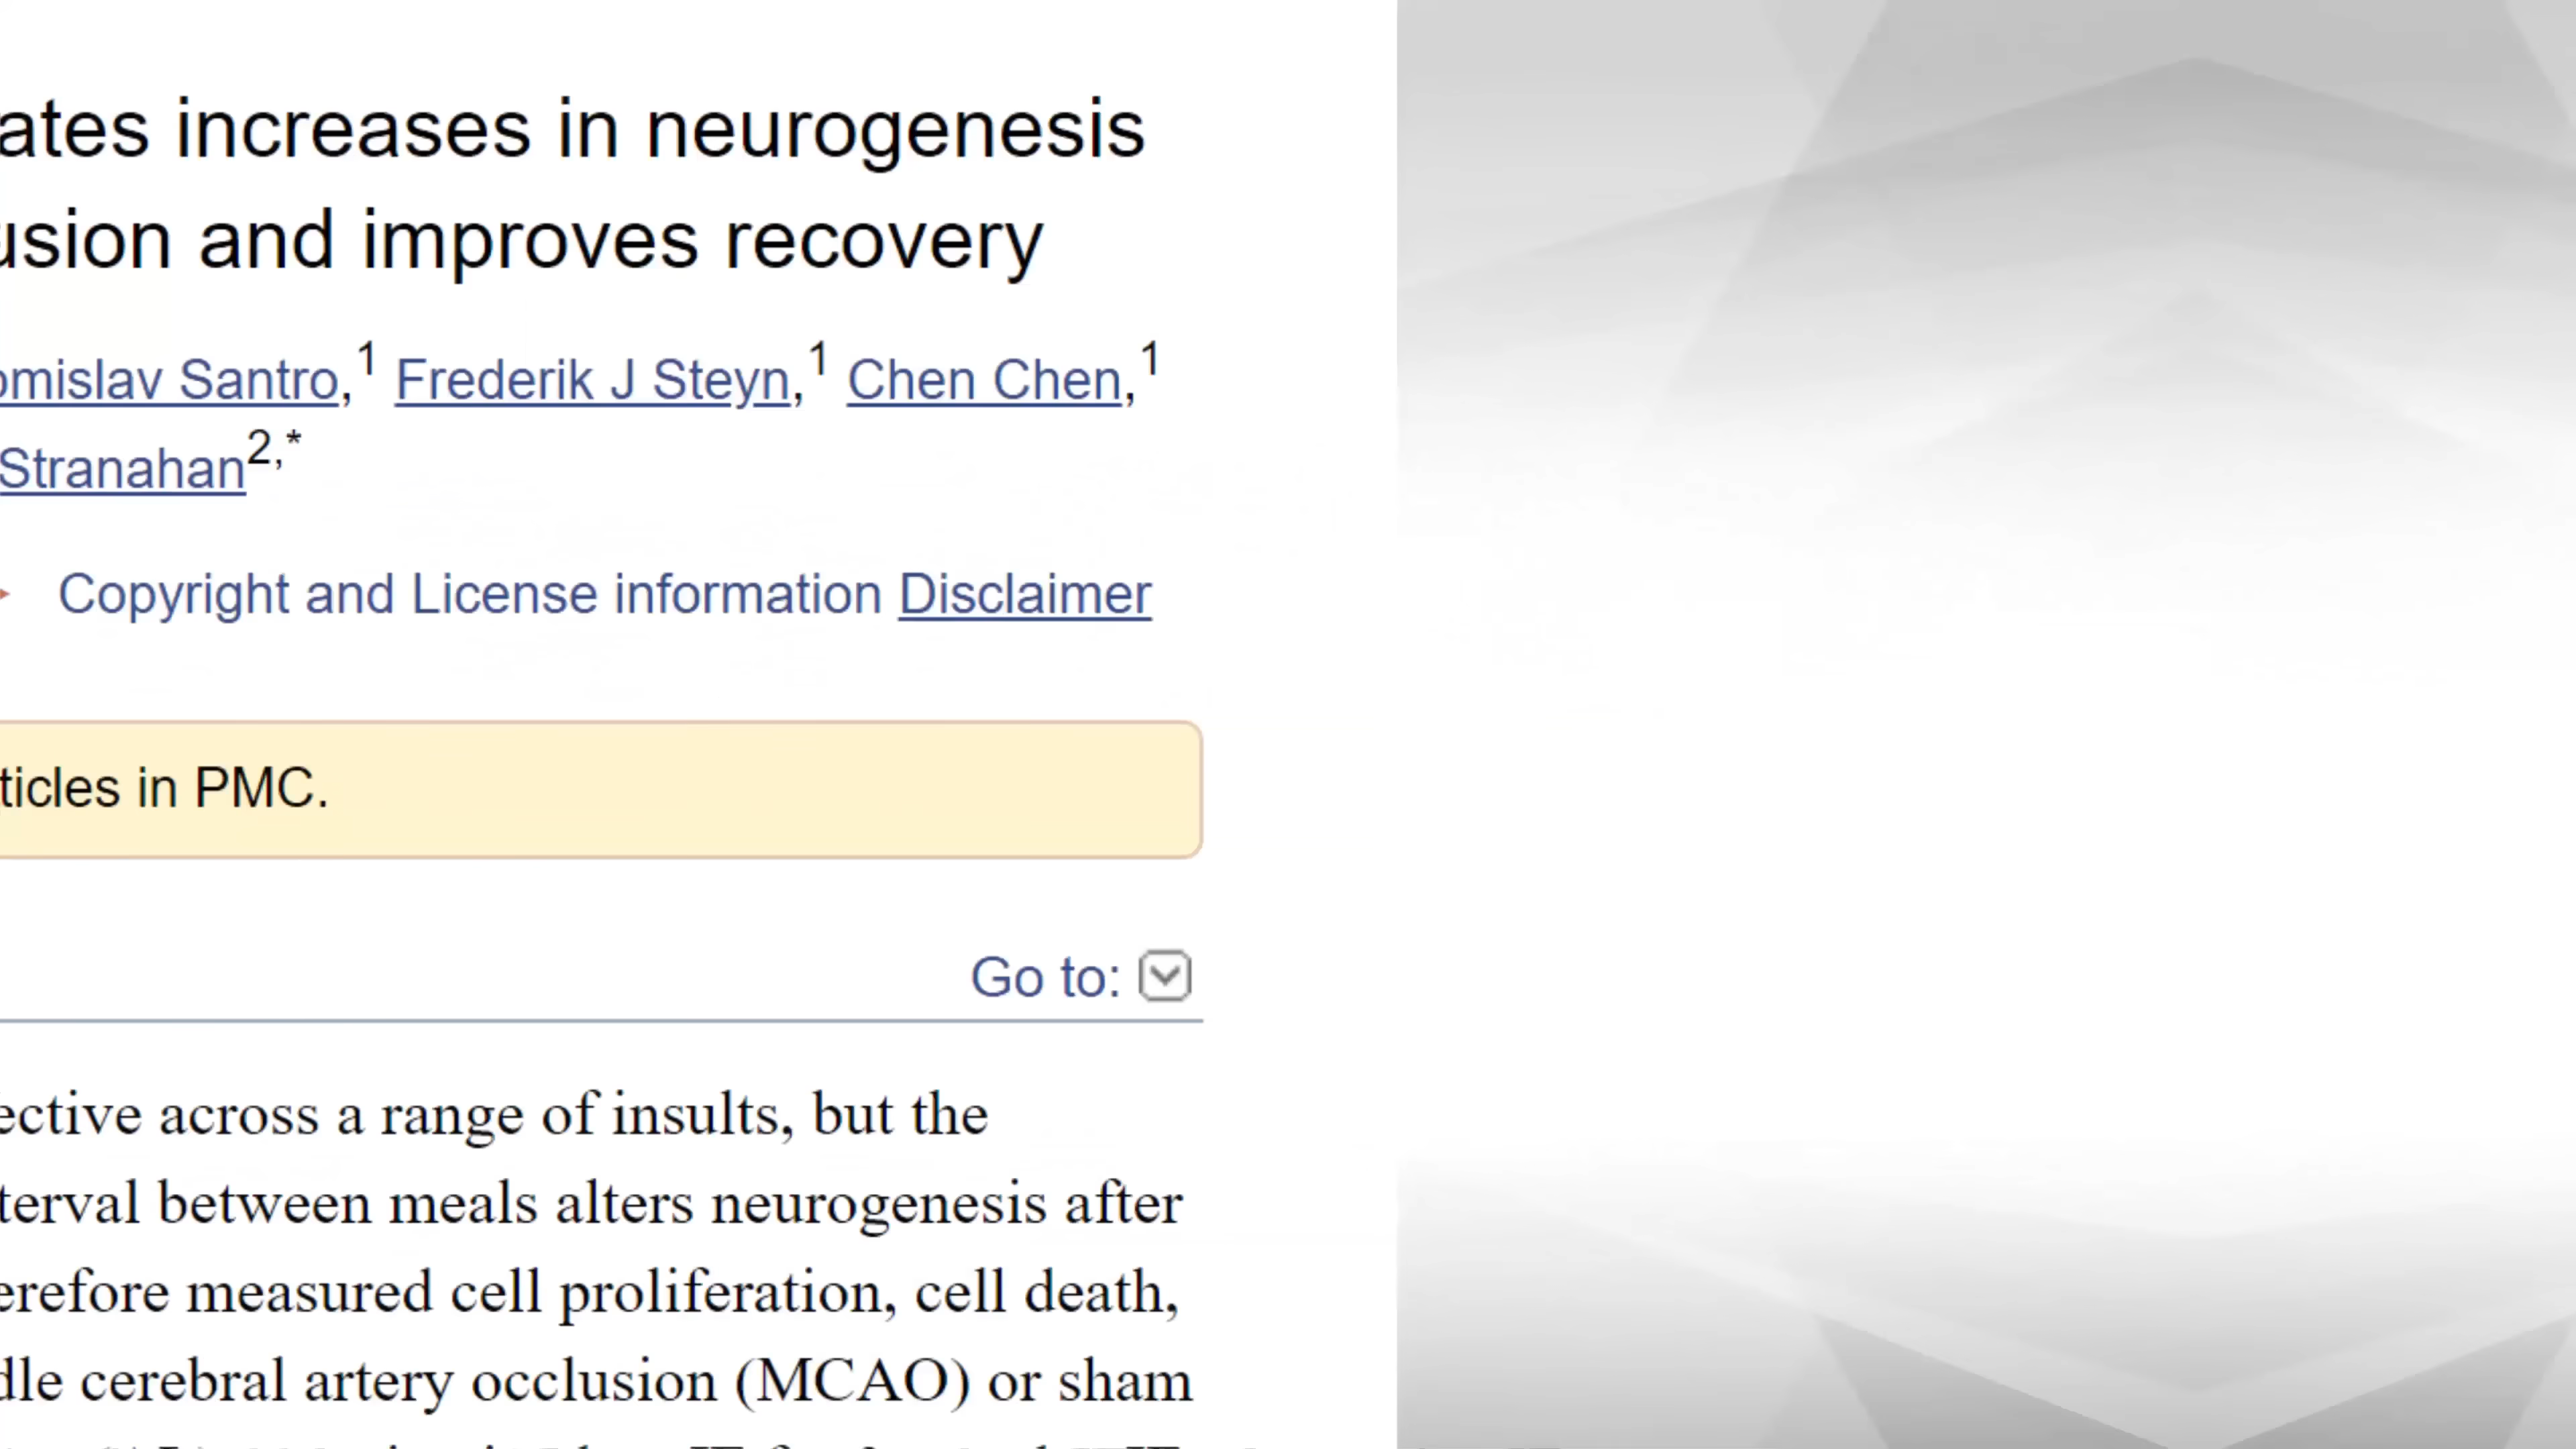 ates increases in neurogenesis
usion and improves recovery
omislav Santro,1 Frederik J Steyn,1 Chen Chen,1
Stranahan2,*
Copyright and License information Disclaimer
ticles in PMC.
Go to:
ective across a range of insults, but the
terval between meals alters neurogenesis after
erefore measured cell proliferation, cell death,
dle cerebral artery occlusion (MCAO) or sham